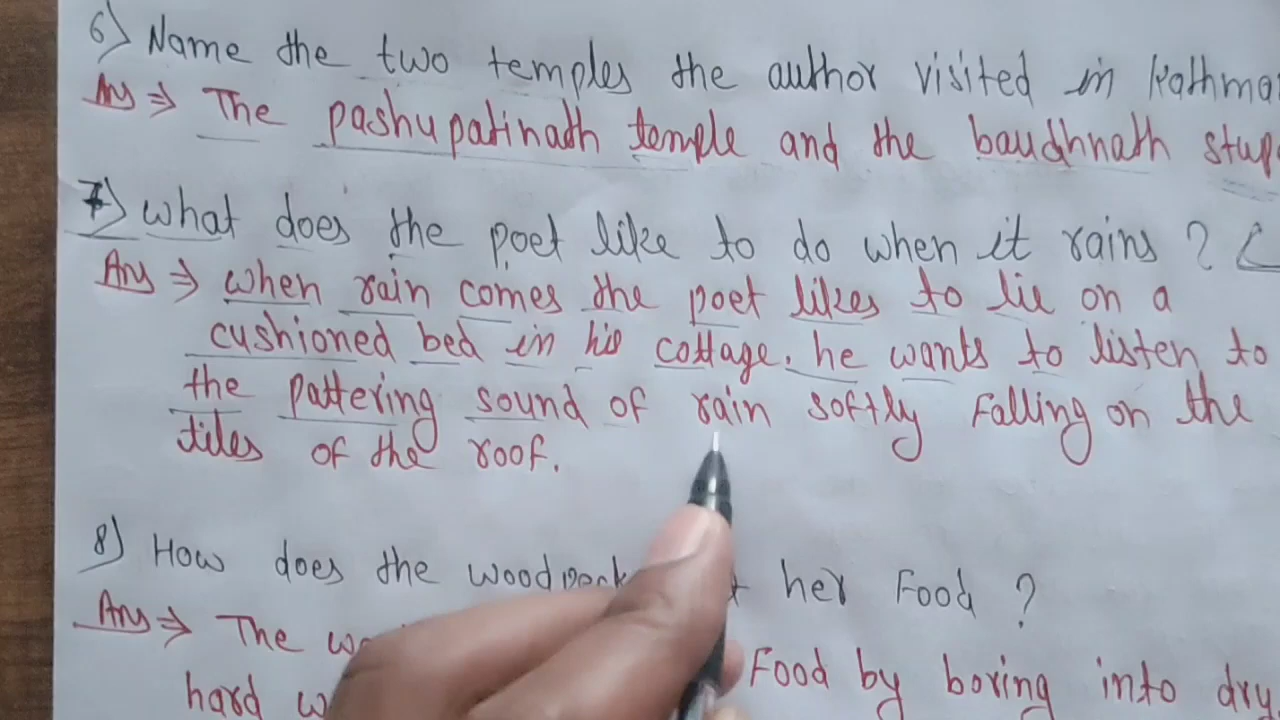 6) Name the two temples the author visited in Kathma
Ans ⇒ The pashupatinath temple and the baudhnath stup
7) What does the poet like to do when it rains ?
Ans ⇒ when rain comes the poet likes to lie on a
cushioned bed in his cottage. he wants to listen to
the pattering sound of rain softly Falling on the
tiles of the roof.
8) How does the her Food ?
Ans ⇒ The
hard Food by boring into dry